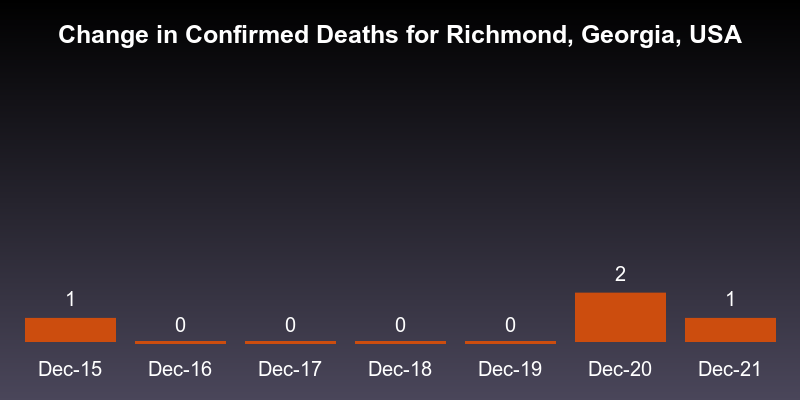 Change in Confirmed Deaths for Richmond, Georgia, USA
1 0 0 0 0 2 1
Dec-15 Dec-16 Dec-17 Dec-18 Dec-19 Dec-20 Dec-21